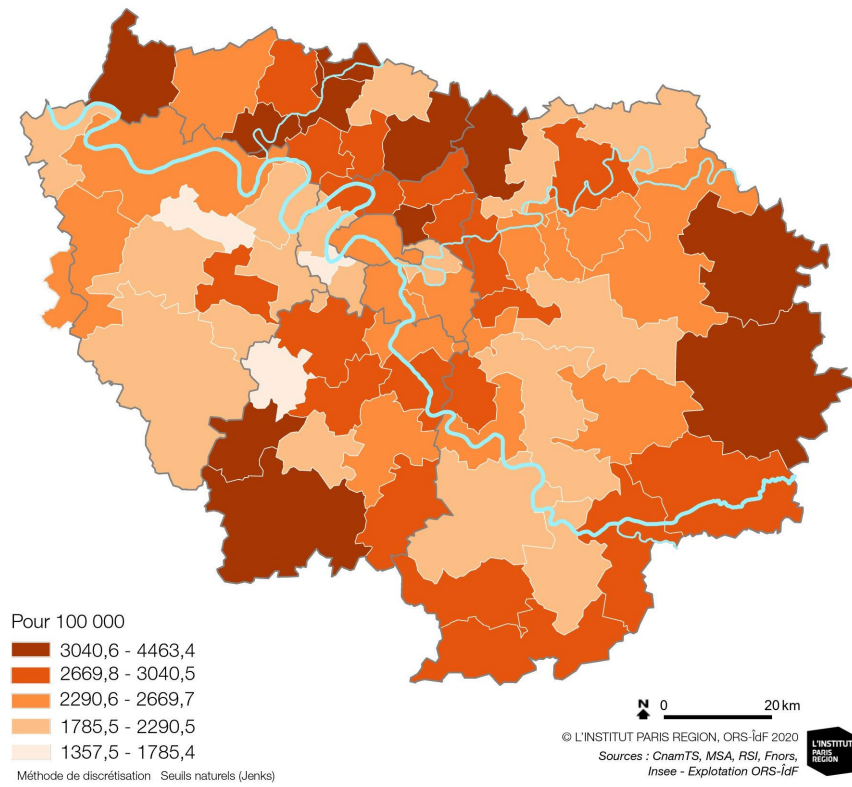 Pour 100 000
3040,6 - 4463,4
2669,8 - 3040,5
2290,6 - 2669,7
1785,5 - 2290,5
1357,5 - 1785,4
Méthode de discrétisation Seuils naturels (Jenks)
N 0 20 km
© L'INSTITUT PARIS REGION, ORS-ÎdF 2020
Sources : CnamTS, MSA, RSI, Fnors,
Insee - Explotation ORS-ÎdF
L'INSTITUT
PARIS
REGION